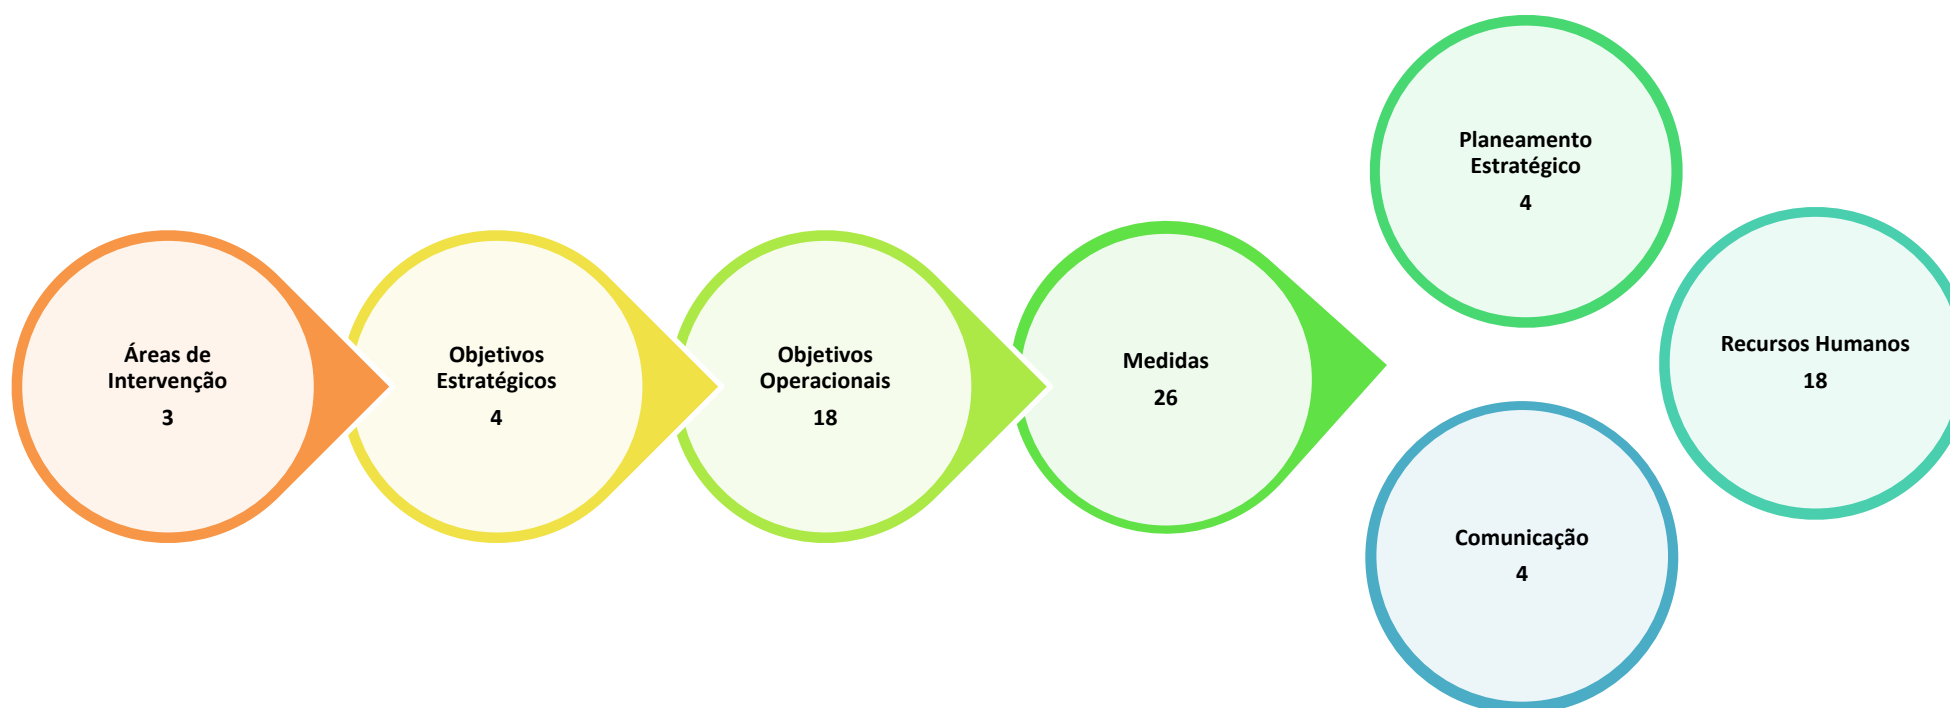 Áreas de
Intervenção
3
Objetivos
Estratégicos
4
Objetivos
Operacionais
18
Medidas
26
Planeamento
Estratégico
4
Recursos Humanos
18
Comunicação
4